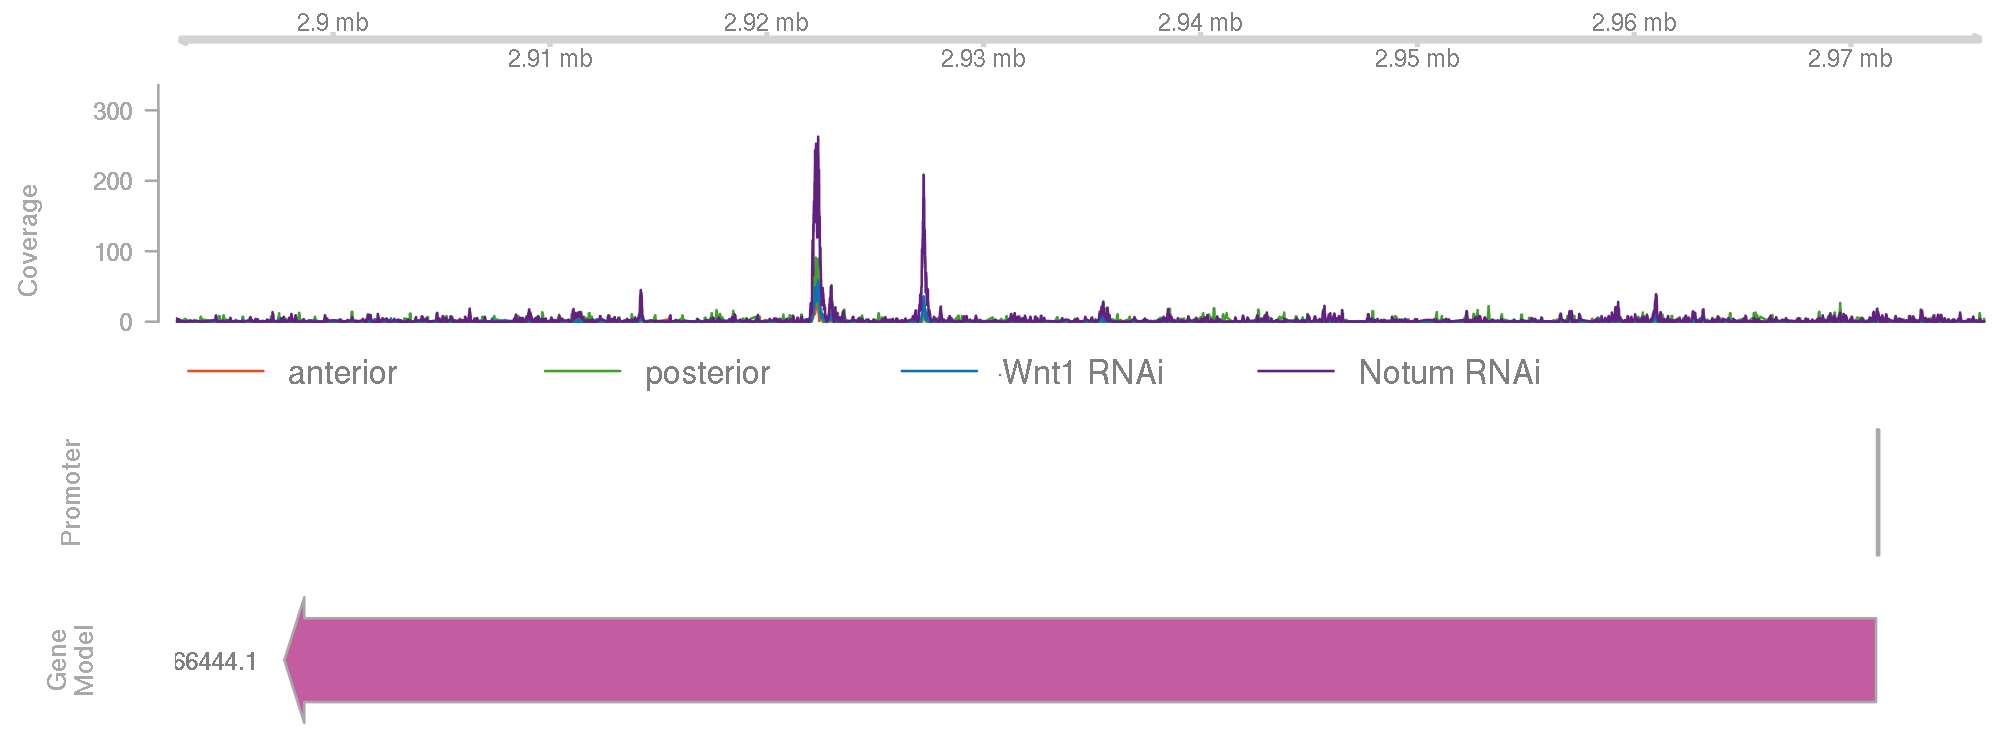 2.9 mb 2.92 mb 2.94 mb 2.96 mb
2.91 mb 2.93 mb 2.95 mb 2.97 mb
Coverage
300
200
100
0
anterior posterior Wnt1 RNAi Notum RNAi
Promoter
Gene
Model
66444.1